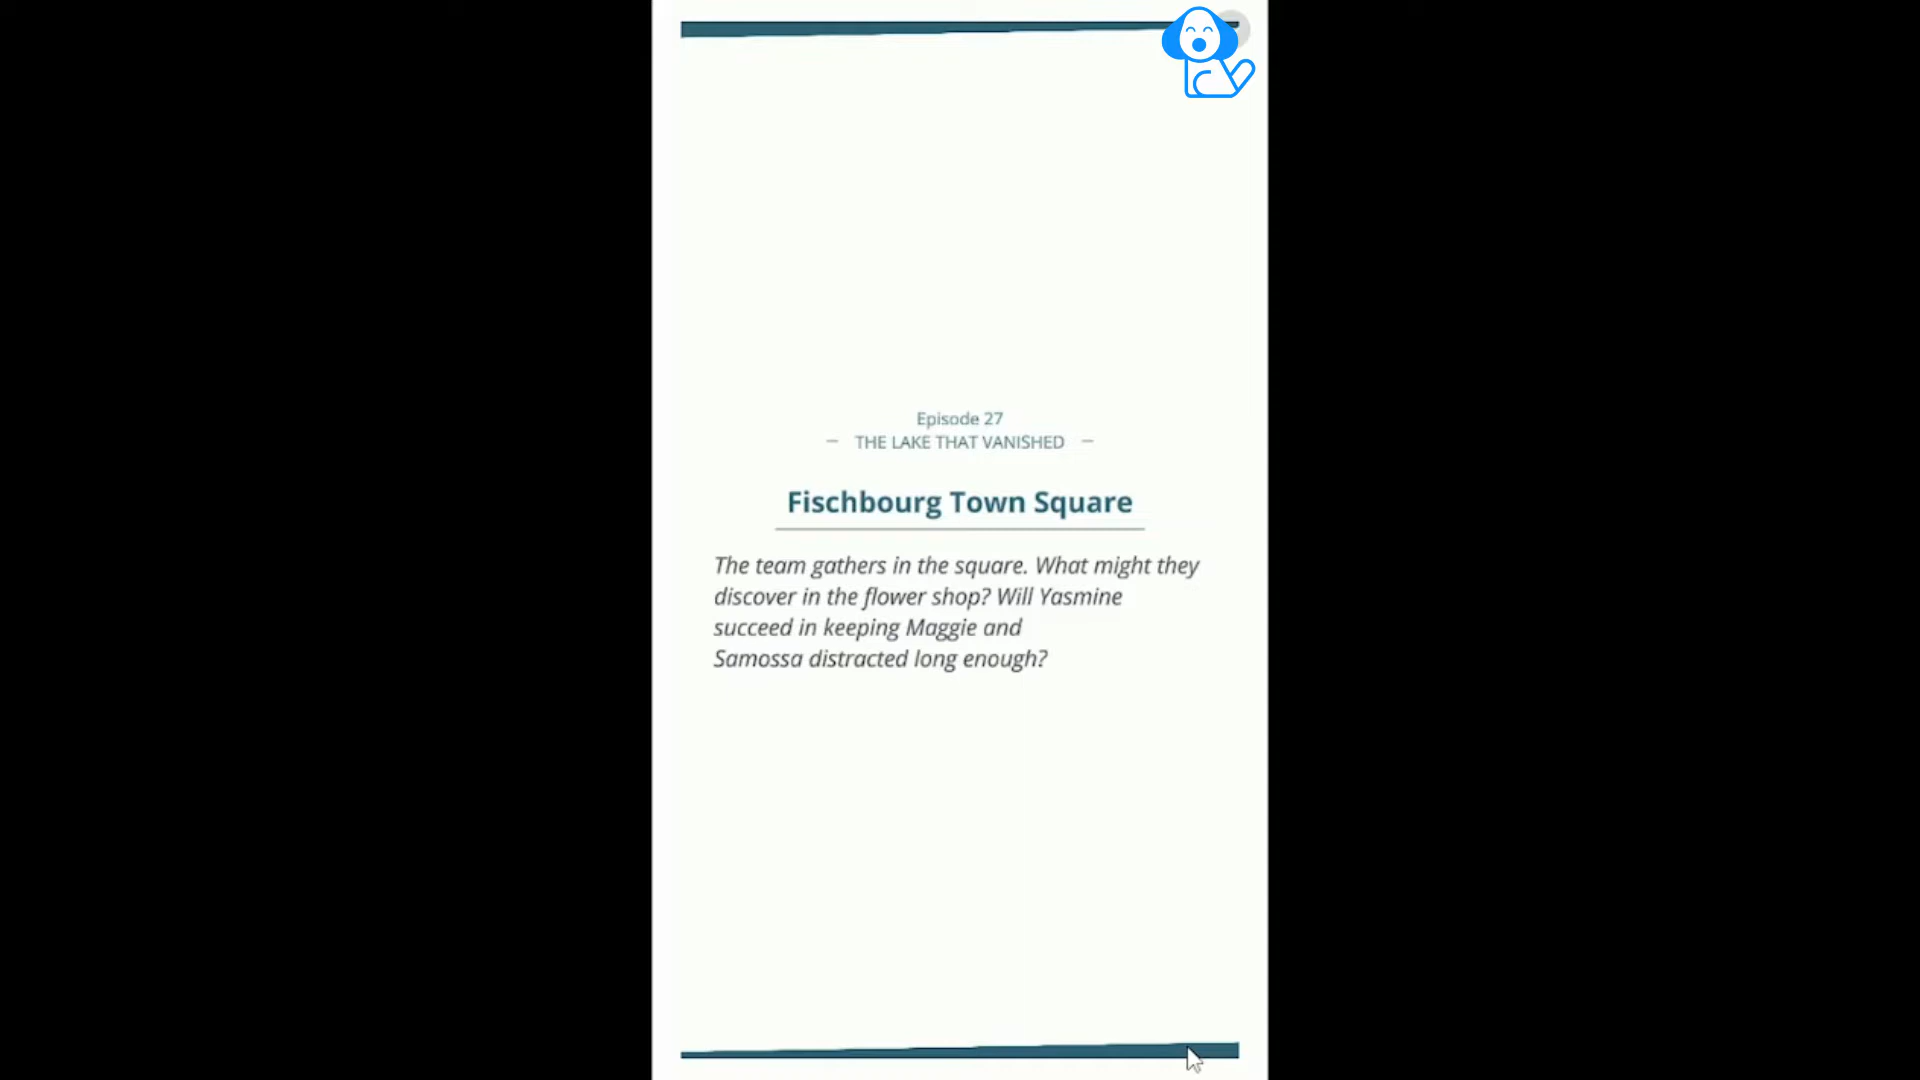 Episode 27
– THE LAKE THAT VANISHED –
Fischbourg Town Square
The team gathers in the square. What might they
discover in the flower shop? Will Yasmine
succeed in keeping Maggie and
Samossa distracted long enough?